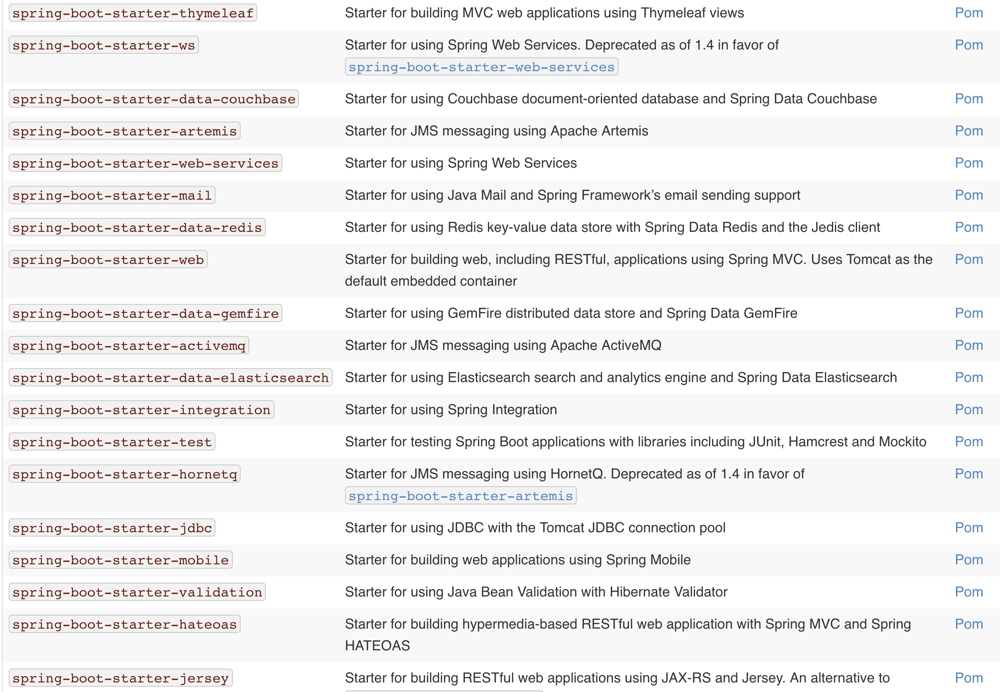 spring-boot-starter-thymeleaf Starter for building MVC web applications using Thymeleaf views Pom
spring-boot-starter-ws Starter for using Spring Web Services. Deprecated as of 1.4 in favor of Pom
spring-boot-starter-web-services
spring-boot-starter-data-couchbase Starter for using Couchbase document-oriented database and Spring Data Couchbase Pom
spring-boot-starter-artemis Starter for JMS messaging using Apache Artemis Pom
spring-boot-starter-web-services Starter for using Spring Web Services Pom
spring-boot-starter-mail Starter for using Java Mail and Spring Framework’s email sending support Pom
spring-boot-starter-data-redis Starter for using Redis key-value data store with Spring Data Redis and the Jedis client Pom
spring-boot-starter-web Starter for building web, including RESTful, applications using Spring MVC. Uses Tomcat as the Pom
default embedded container
spring-boot-starter-data-gemfire Starter for using GemFire distributed data store and Spring Data GemFire Pom
spring-boot-starter-activemq Starter for JMS messaging using Apache ActiveMQ Pom
spring-boot-starter-data-elasticsearch Starter for using Elasticsearch search and analytics engine and Spring Data Elasticsearch Pom
spring-boot-starter-integration Starter for using Spring Integration Pom
spring-boot-starter-test Starter for testing Spring Boot applications with libraries including JUnit, Hamcrest and Mockito Pom
spring-boot-starter-hornetq Starter for JMS messaging using HornetQ. Deprecated as of 1.4 in favor of Pom
spring-boot-starter-artemis
spring-boot-starter-jdbc Starter for using JDBC with the Tomcat JDBC connection pool Pom
spring-boot-starter-mobile Starter for building web applications using Spring Mobile Pom
spring-boot-starter-validation Starter for using Java Bean Validation with Hibernate Validator Pom
spring-boot-starter-hateoas Starter for building hypermedia-based RESTful web application with Spring MVC and Spring Pom
HATEOAS
spring-boot-starter-jersey Starter for building RESTful web applications using JAX-RS and Jersey. An alternative to Pom